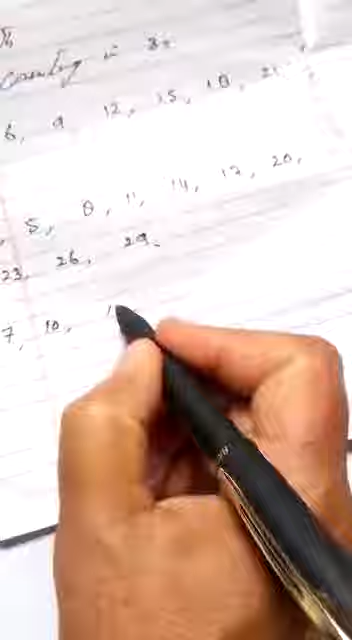 counting in 3s
6, 9, 12, 15, 18, 21,
, 5, 8, 11, 14, 17, 20,
23, 26, 29.
7, 10, 1